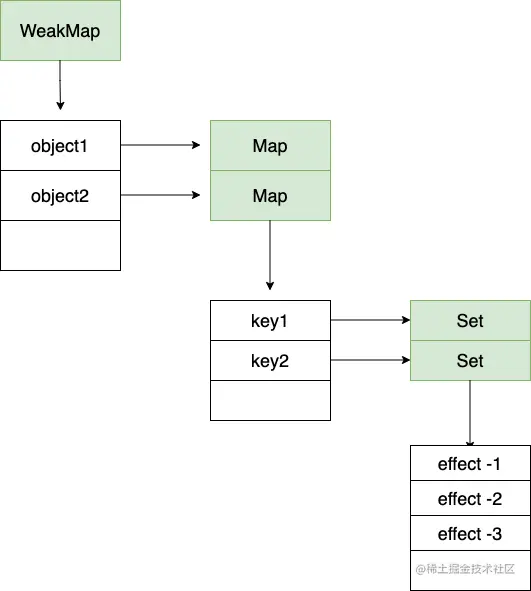 WeakMap
object1
Map
object2
Map
key1
Set
key2
Set
effect -1
effect -2
effect -3
@稀土掘金技术社区